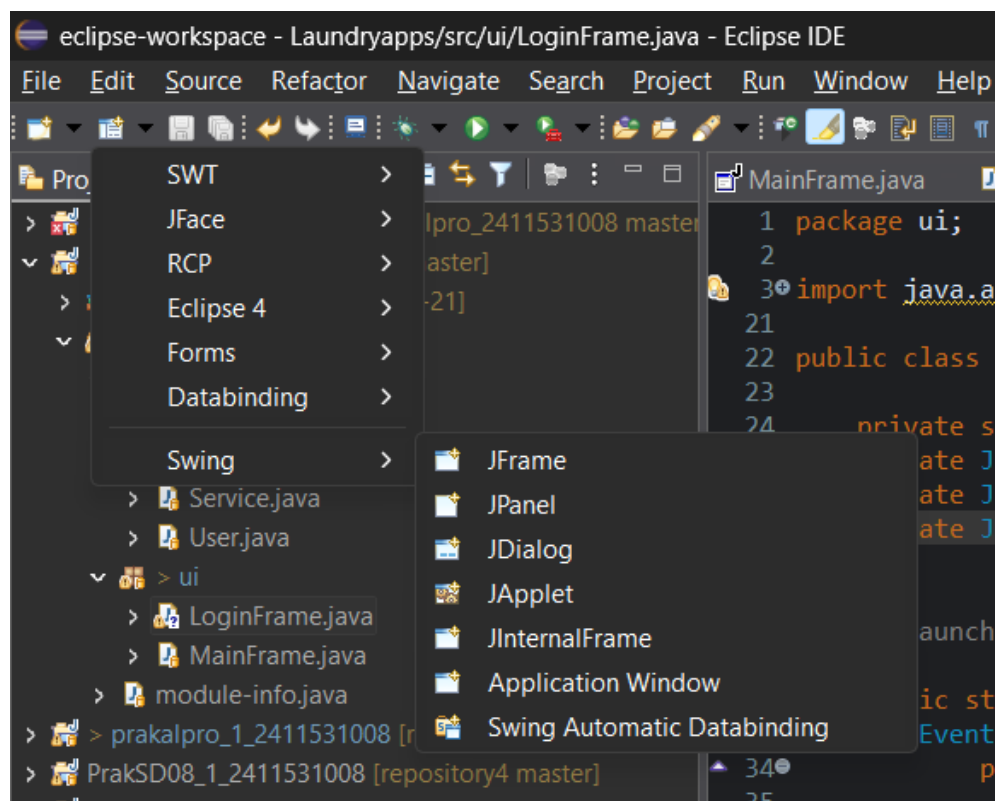 eclipse-workspace - Laundryapps/src/ui/LoginFrame.java - Eclipse IDE
File Edit Source Refactor Navigate Search Project Run Window Help
Pro
MainFrame.java
SWT
JFace
RCP
Eclipse 4
Forms
Databinding
Swing
JFrame
JPanel
JDialog
JApplet
JInternalFrame
Application Window
Swing Automatic Databinding
lpro_2411531008 master
aster]
-21]
Service.java
User.java
> ui
LoginFrame.java
MainFrame.java
module-info.java
> prakalpro_1_2411531008 [r
PrakSD08_1_2411531008 [repository4 master]
1 package ui;
2
3 import java.a
21
22 public class
23
24 private s
ate J
ate J
ate J
aunch
ic st
Event
34 p
35